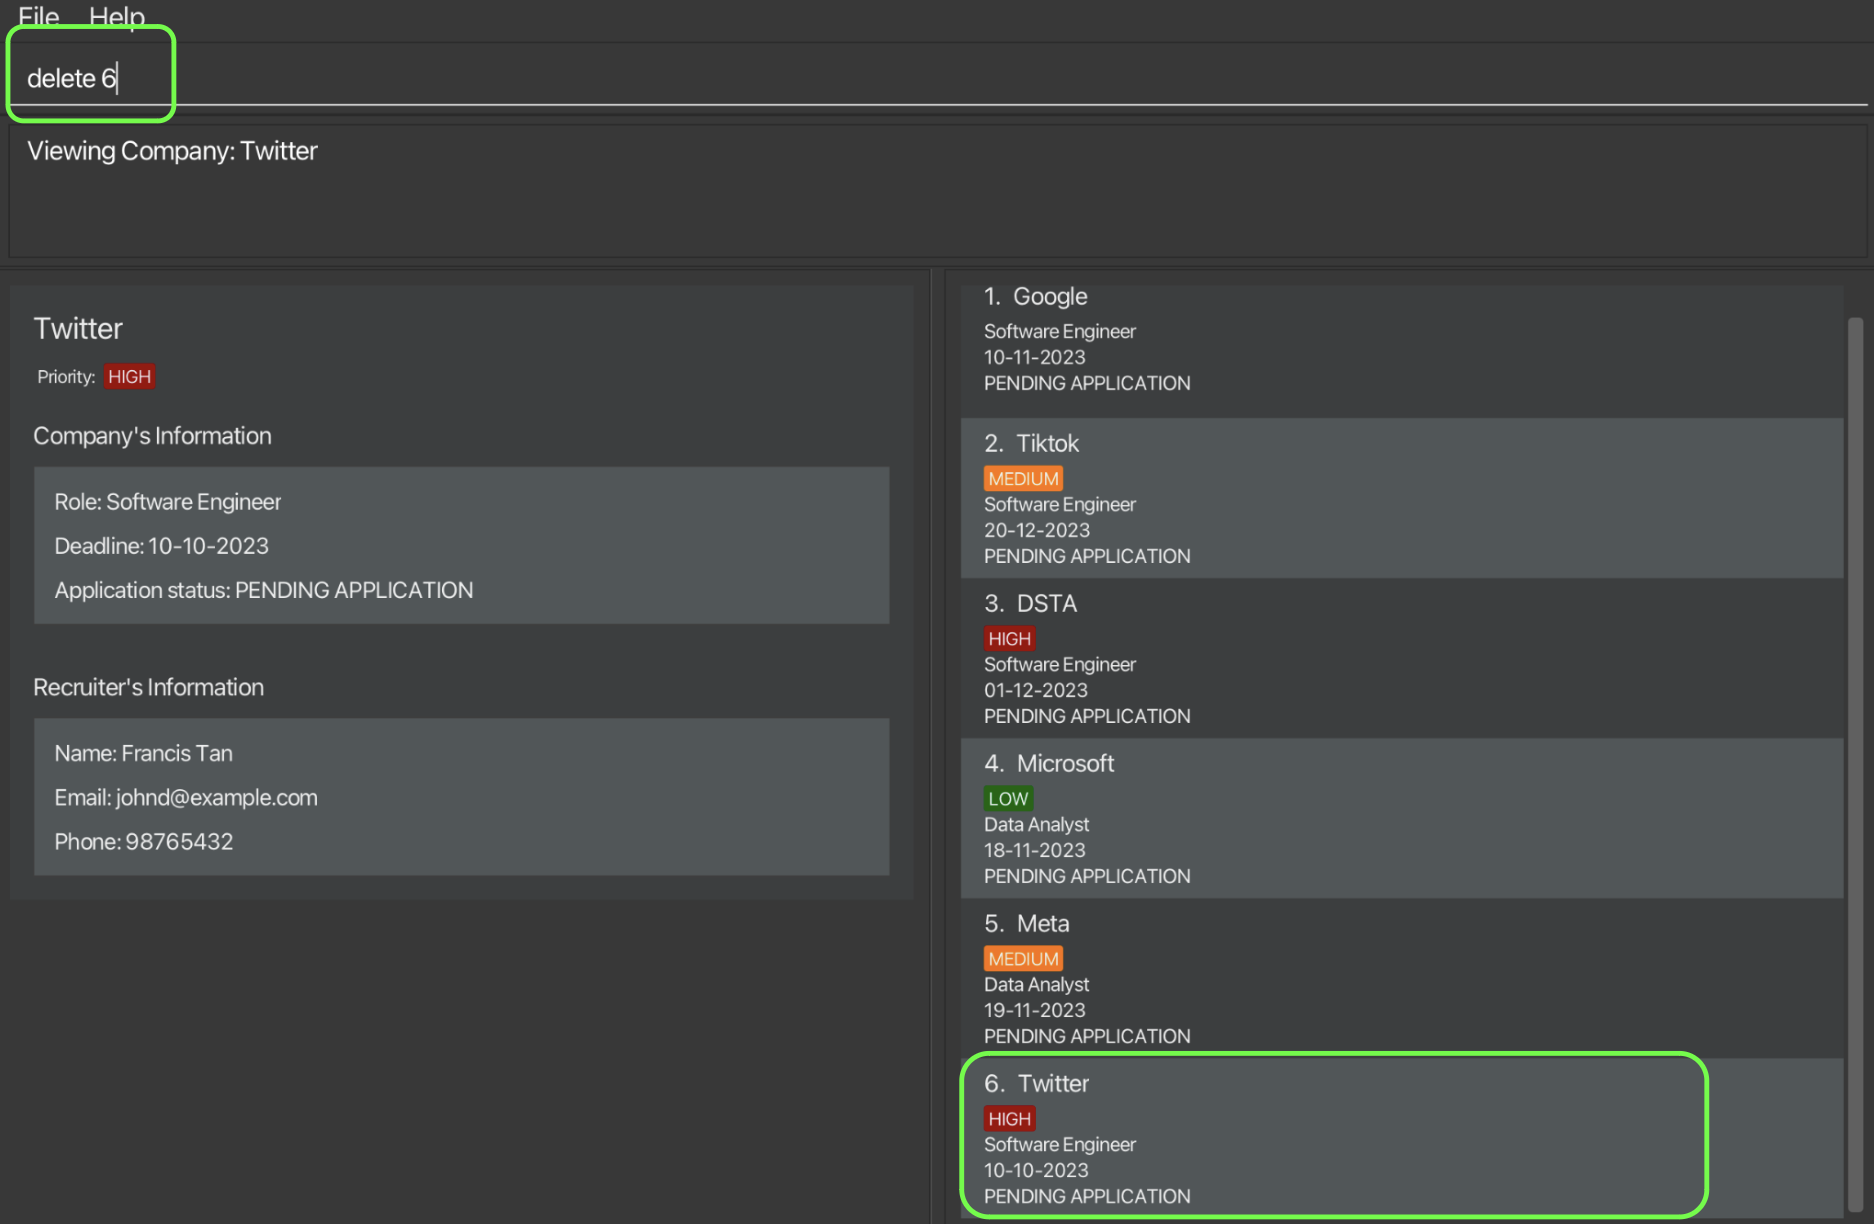 File Help
delete 6
Viewing Company: Twitter
Twitter
Priority: HIGH
Company's Information
Role: Software Engineer
Deadline: 10-10-2023
Application status: PENDING APPLICATION
Recruiter's Information
Name: Francis Tan
Email: johnd@example.com
Phone: 98765432
1. Google
Software Engineer
10-11-2023
PENDING APPLICATION
2. Tiktok
MEDIUM
Software Engineer
20-12-2023
PENDING APPLICATION
3. DSTA
HIGH
Software Engineer
01-12-2023
PENDING APPLICATION
4. Microsoft
LOW
Data Analyst
18-11-2023
PENDING APPLICATION
5. Meta
MEDIUM
Data Analyst
19-11-2023
PENDING APPLICATION
6. Twitter
HIGH
Software Engineer
10-10-2023
PENDING APPLICATION